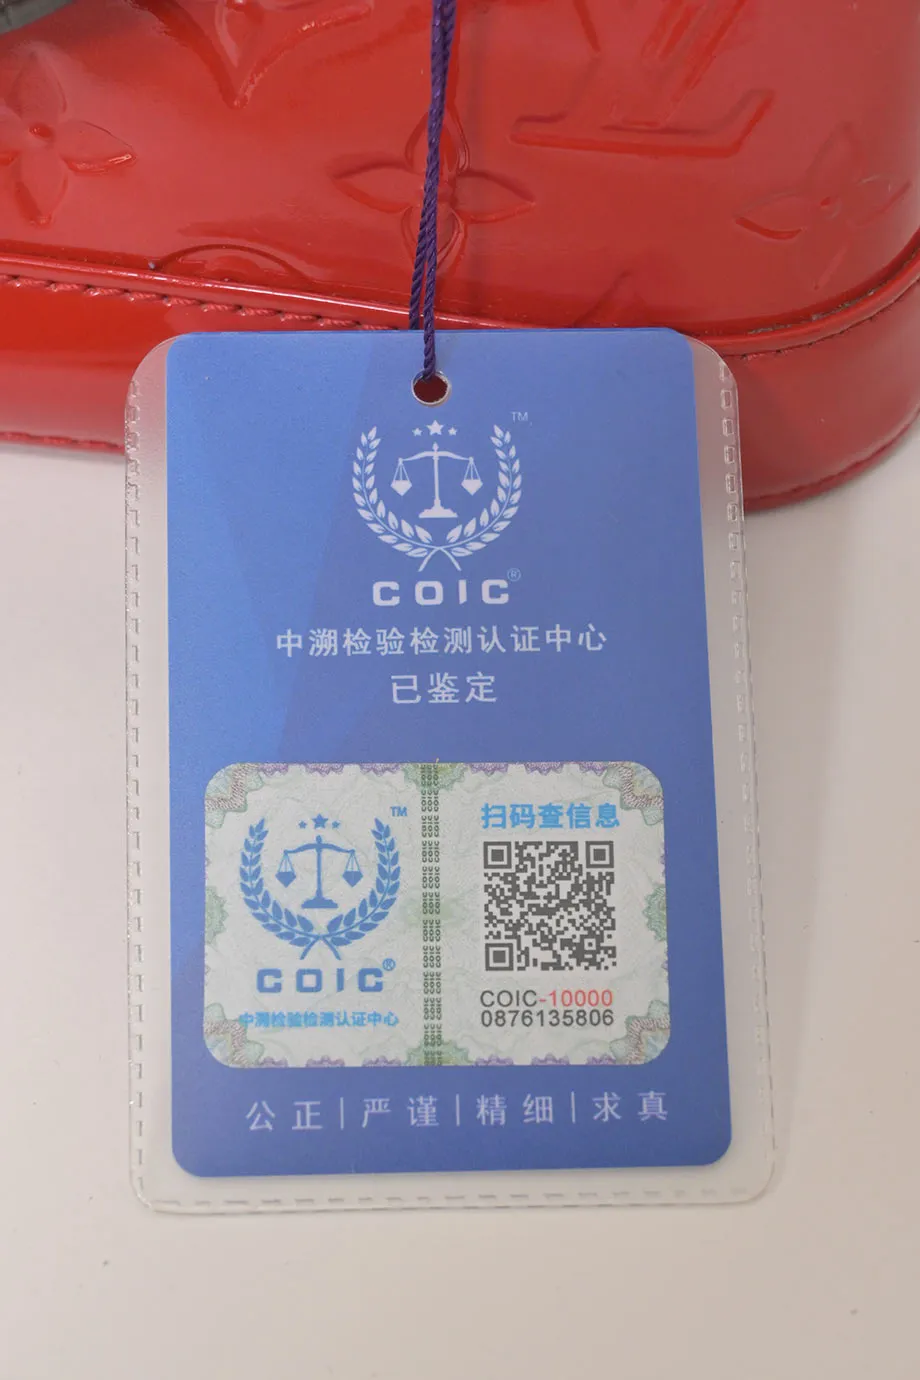 TM
COIC®
中溯检验检测认证中心
已鉴定
TM
COIC®
中溯检验检测认证中心
扫码查信息
COIC-10000
0876135806
公正|严谨|精细|求真